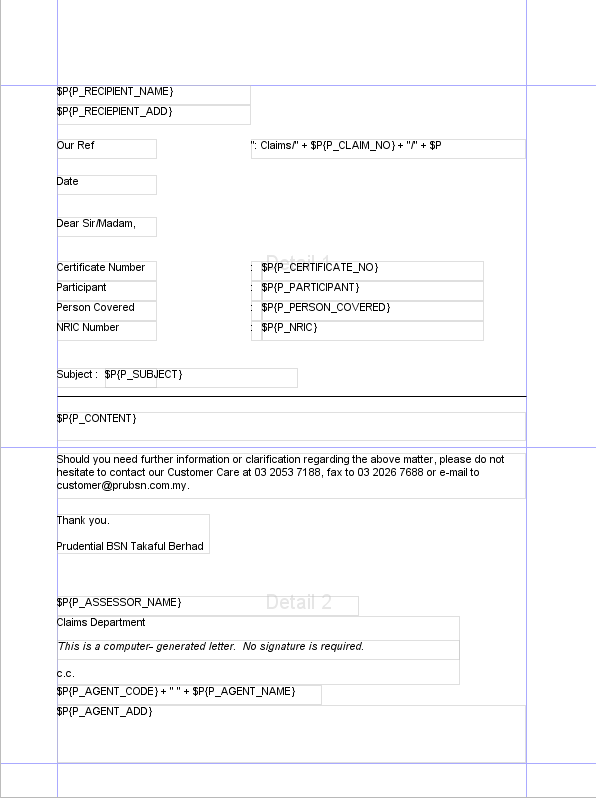 $P{P_RECIPIENT_NAME}
$P{P_RECIEPIENT_ADD}
Our Ref ": Claims/" + $P{P_CLAIM_NO} + "/" + $P
Date
Dear Sir/Madam,
Detail 1
Certificate Number : $P{P_CERTIFICATE_NO}
Participant : $P{P_PARTICIPANT}
Person Covered : $P{P_PERSON_COVERED}
NRIC Number : $P{P_NRIC}
Subject : $P{P_SUBJECT}
$P{P_CONTENT}
Should you need further information or clarification regarding the above matter, please do not
hesitate to contact our Customer Care at 03 2053 7188, fax to 03 2026 7688 or e-mail to
customer@prubsn.com.my.
Thank you.
Prudential BSN Takaful Berhad
Detail 2
$P{P_ASSESSOR_NAME}
Claims Department
This is a computer- generated letter.  No signature is required.
c.c.
$P{P_AGENT_CODE} + " " + $P{P_AGENT_NAME}
$P{P_AGENT_ADD}